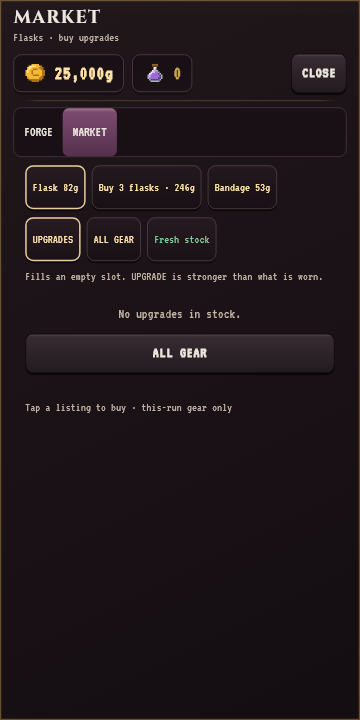 MARKET
Flasks · buy upgrades
25,000g
0
CLOSE
FORGE
MARKET
Flask 82g
Buy 3 flasks · 246g
Bandage 53g
UPGRADES
ALL GEAR
Fresh stock
Fills an empty slot. UPGRADE is stronger than what is worn.
No upgrades in stock.
ALL GEAR
Tap a listing to buy · this-run gear only